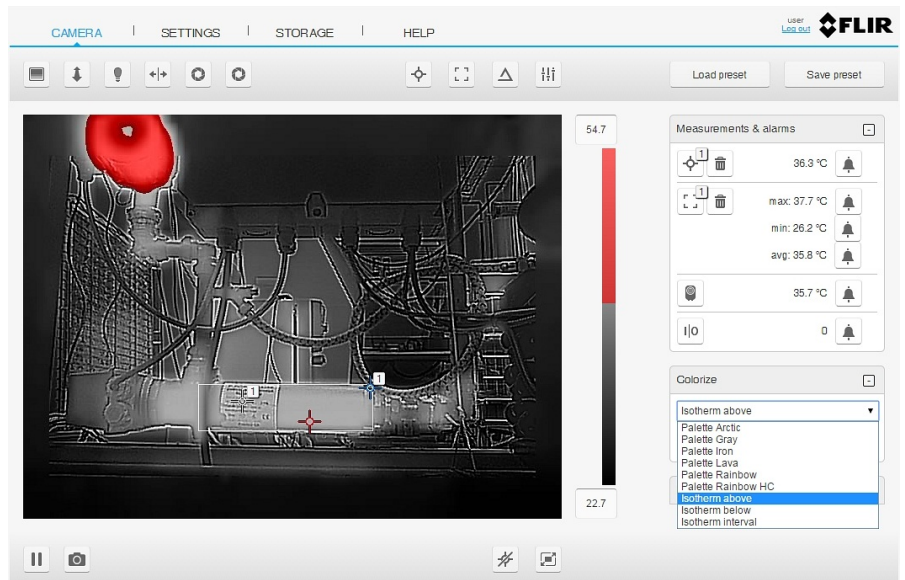 CAMERA
SETTINGS
STORAGE
HELP
user
Log out
FLIR
Load preset
Save preset
54.7
22.7
1
1
Measurements & alarms
1
36.3 °C
1
max: 37.7 °C
min: 26.2 °C
avg: 35.8 °C
35.7 °C
I|O
0
Colorize
Isotherm above
Palette Arctic
Palette Gray
Palette Iron
Palette Lava
Palette Rainbow
Palette Rainbow HC
Isotherm above
Isotherm below
Isotherm interval